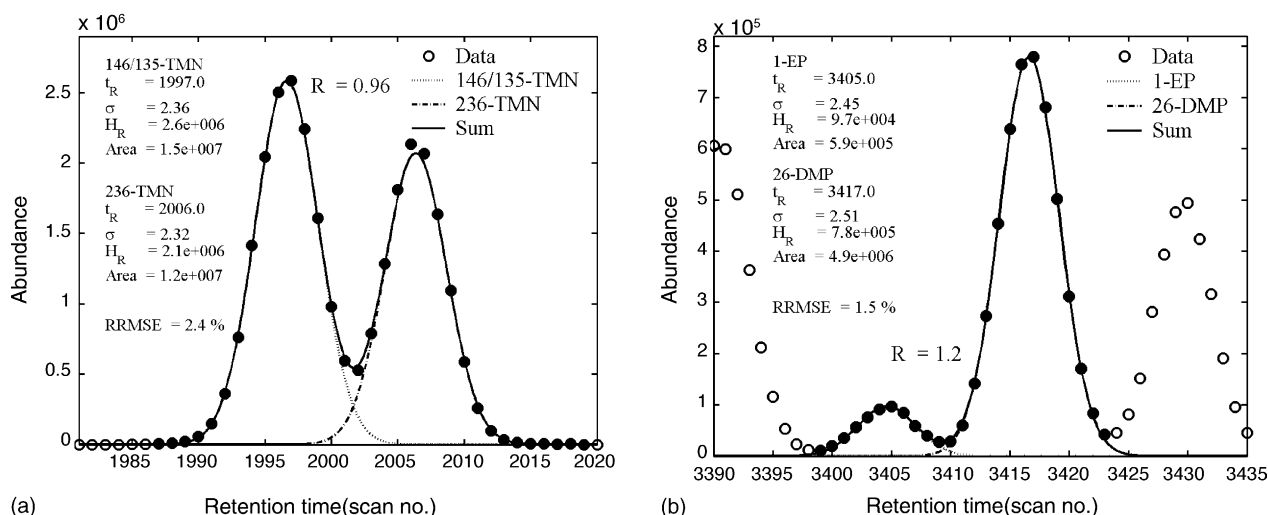 x 10^6
2.5
2
1.5
1
0.5
0
Abundance
146/135-TMN
t_R = 1997.0
σ = 2.36
H_R = 2.6e+006
Area = 1.5e+007
236-TMN
t_R = 2006.0
σ = 2.32
H_R = 2.1e+006
Area = 1.2e+007
RRMSE = 2.4 %
R = 0.96
Data
146/135-TMN
236-TMN
Sum
1985 1990 1995 2000 2005 2010 2015 2020
Retention time(scan no.)
(a)
x 10^5
8
7
6
5
4
3
2
1
0
Abundance
1-EP
t_R = 3405.0
σ = 2.45
H_R = 9.7e+004
Area = 5.9e+005
26-DMP
t_R = 3417.0
σ = 2.51
H_R = 7.8e+005
Area = 4.9e+006
RRMSE = 1.5 %
R = 1.2
Data
1-EP
26-DMP
Sum
3390 3395 3400 3405 3410 3415 3420 3425 3430 3435
Retention time(scan no.)
(b)